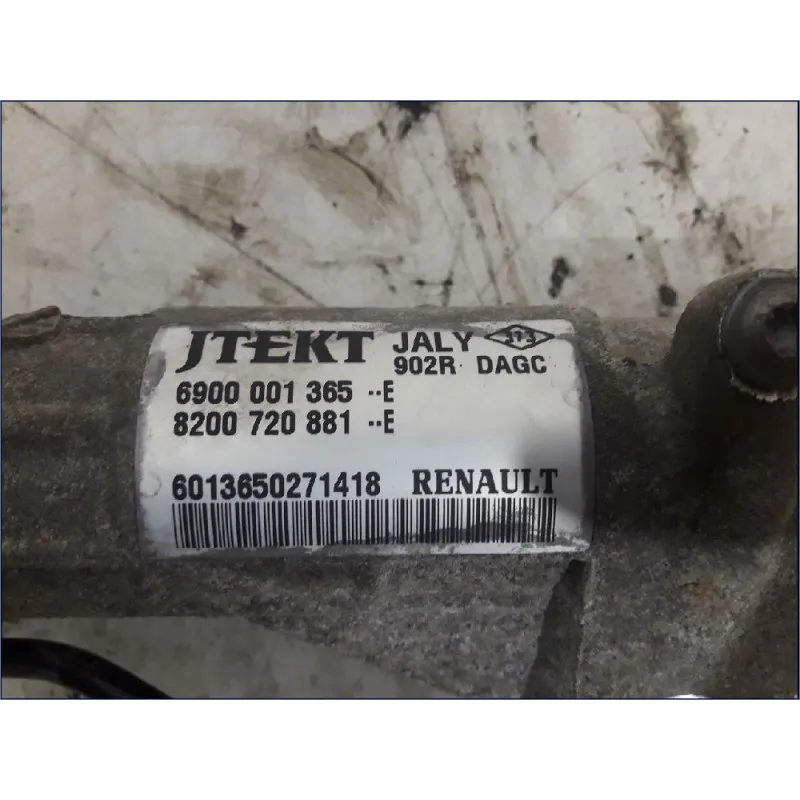 JTEKT JALY
902R DAGC
6900 001 365 --E
8200 720 881 --E
6013650271418 RENAULT